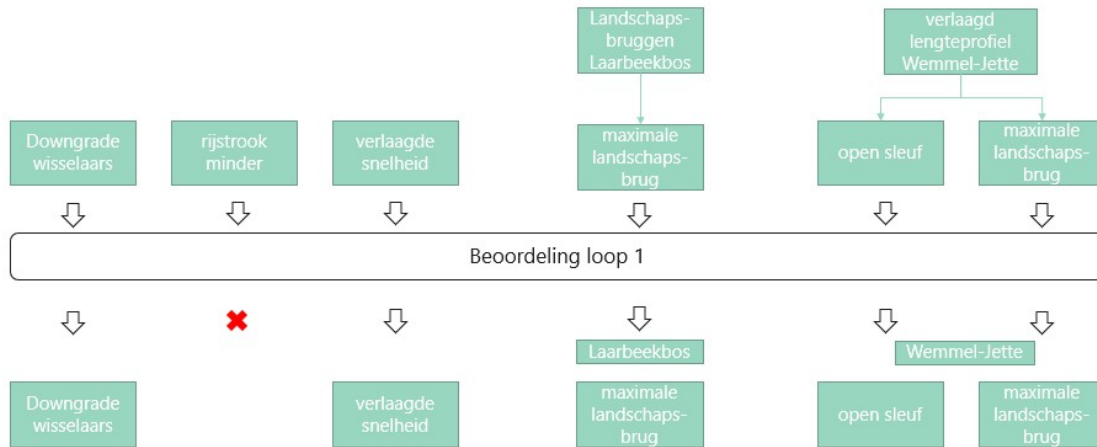 Landschaps-
bruggen
Laarbeekbos
verlaagd
lengteprofiel
Wemmel-Jette
Downgrade
wisselaars
rijstrook
minder
verlaagde
snelheid
maximale
landschaps-
brug
open sleuf
maximale
landschaps-
brug
Beoordeling loop 1
Laarbeekbos
Wemmel-Jette
Downgrade
wisselaars
verlaagde
snelheid
maximale
landschaps-
brug
open sleuf
maximale
landschaps-
brug